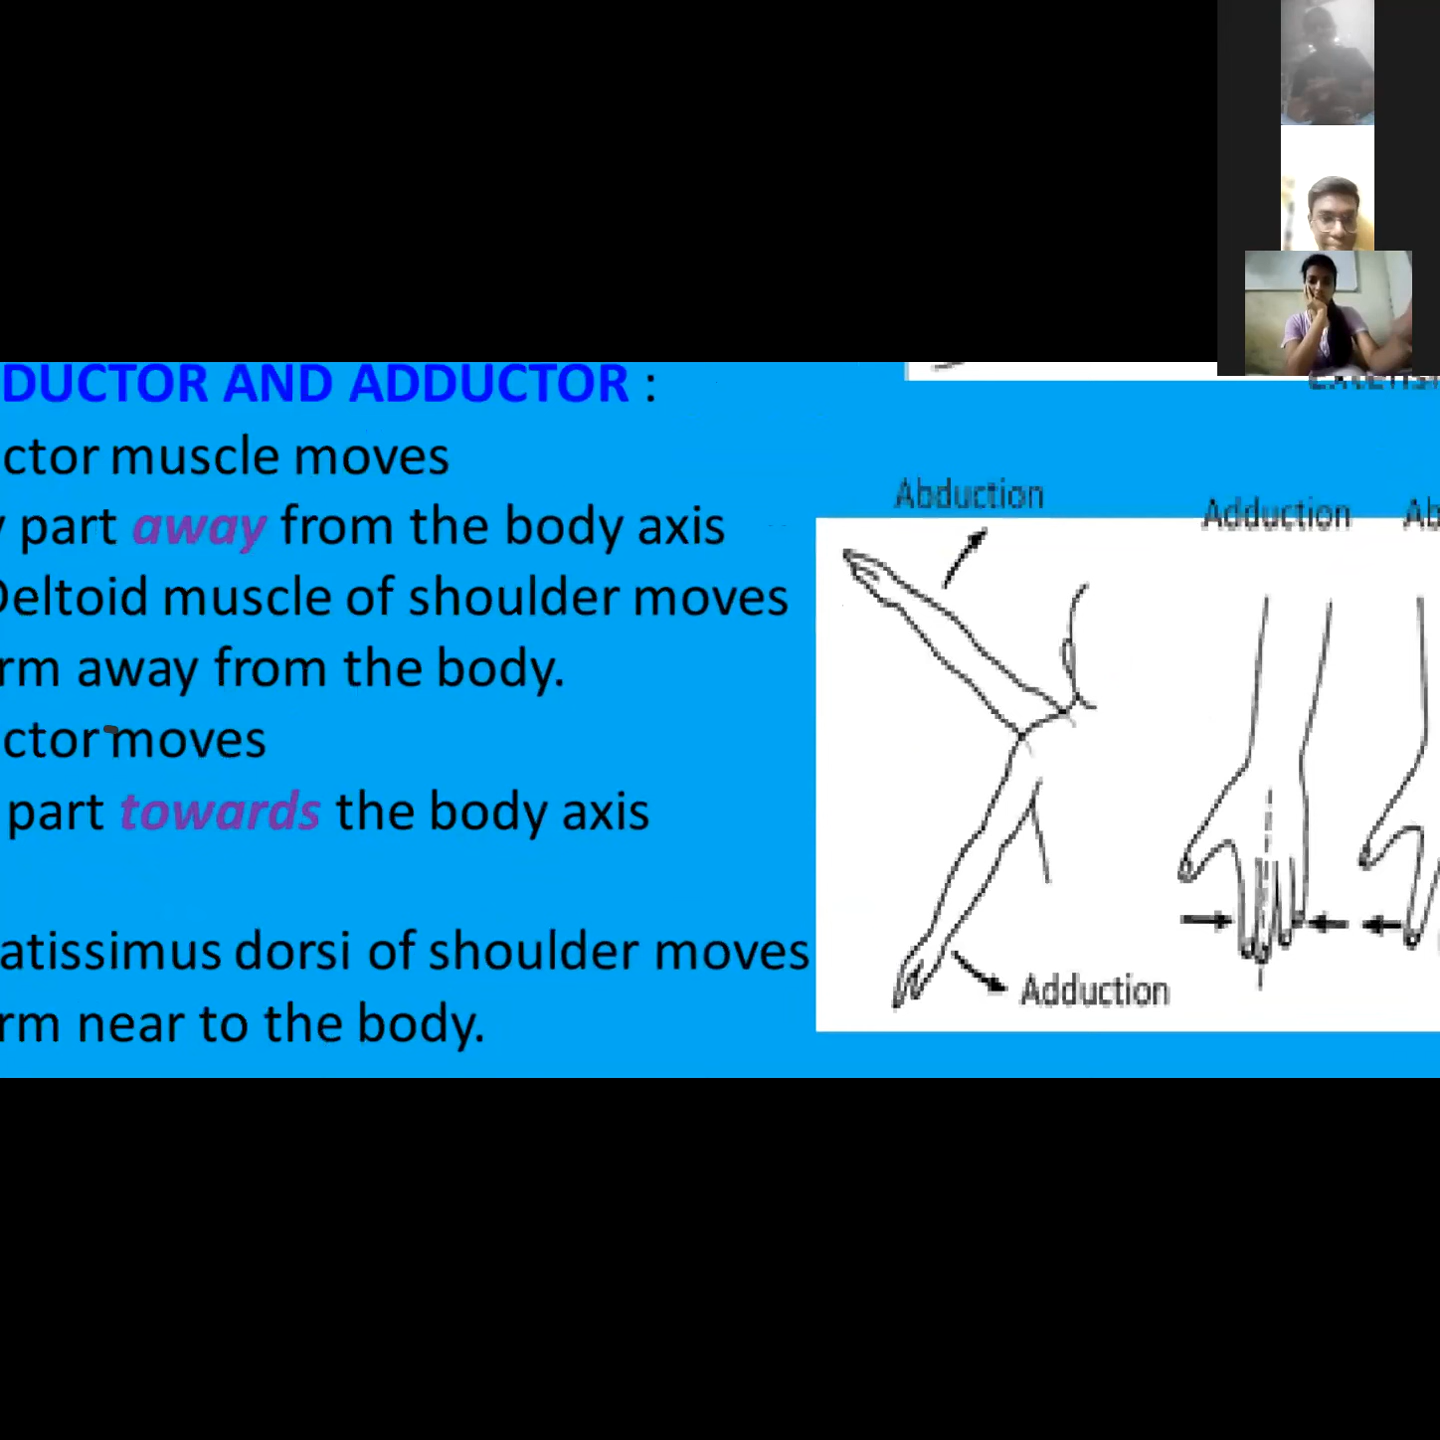 DUCTOR AND ADDUCTOR :
ctor muscle moves
y part away from the body axis
Deltoid muscle of shoulder moves
rm away from the body.
ctor moves
part towards the body axis
atissimus dorsi of shoulder moves
rm near to the body.
Abduction
Adduction
Ab
Adduction